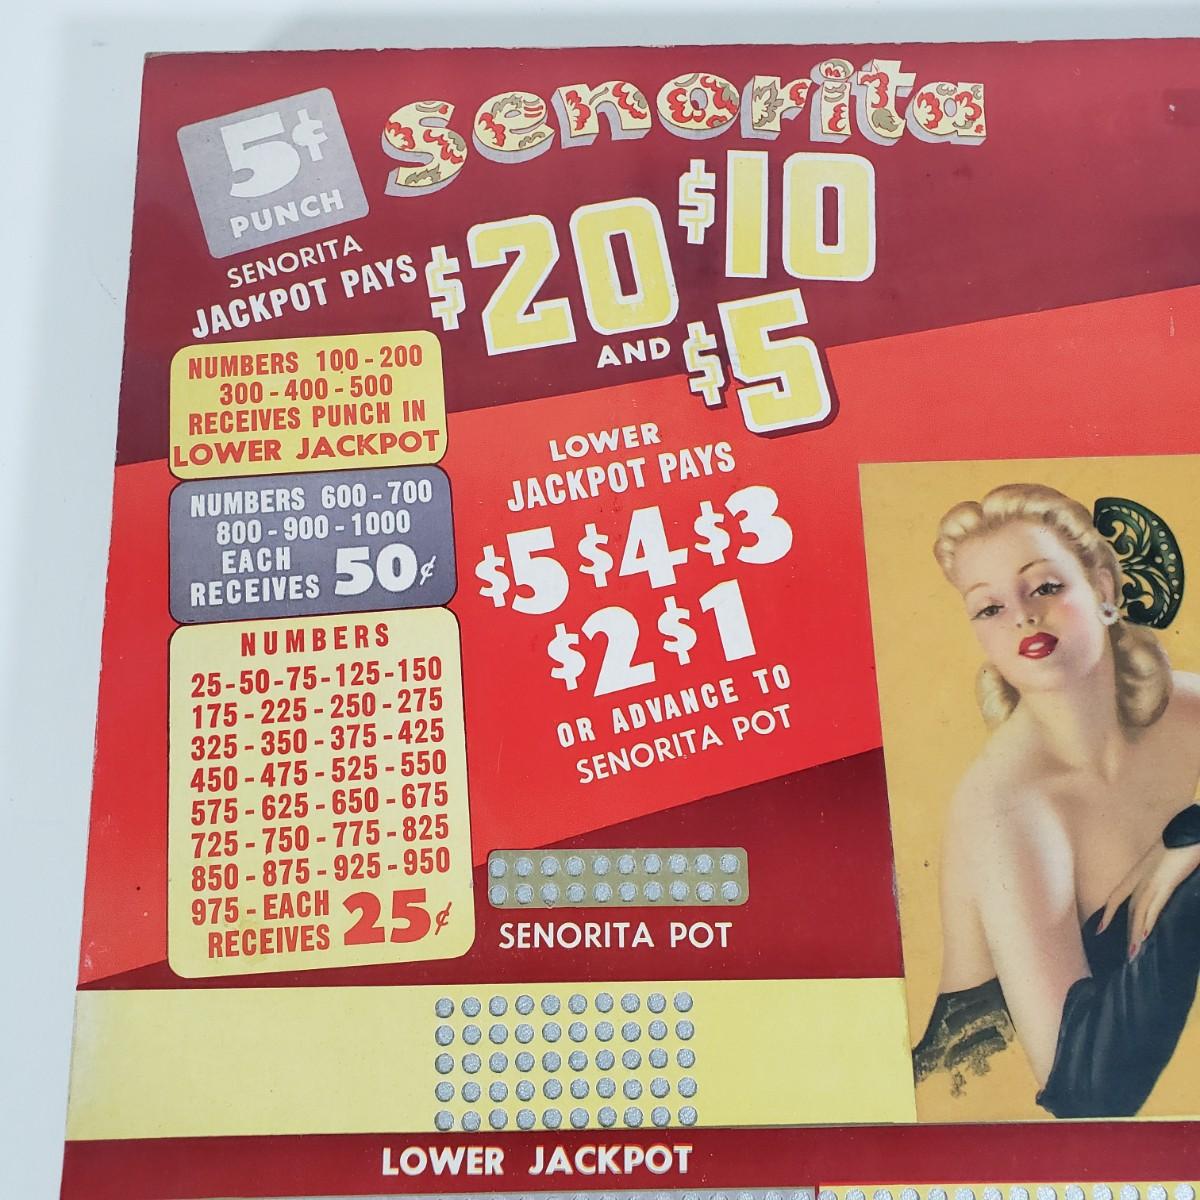 5¢
PUNCH
Senorita
SENORITA
JACKPOT PAYS
$20 $10
AND $5
NUMBERS 100-200
300-400-500
RECEIVES PUNCH IN
LOWER JACKPOT
NUMBERS 600-700
800-900-1000
EACH
RECEIVES 50¢
NUMBERS
25-50-75-125-150
175-225-250-275
325-350-375-425
450-475-525-550
575-625-650-675
725-750-775-825
850-875-925-950
975-EACH
RECEIVES 25¢
LOWER
JACKPOT PAYS
$5 $4 $3
$2 $1
OR ADVANCE TO
SENORITA POT
SENORITA POT
LOWER JACKPOT